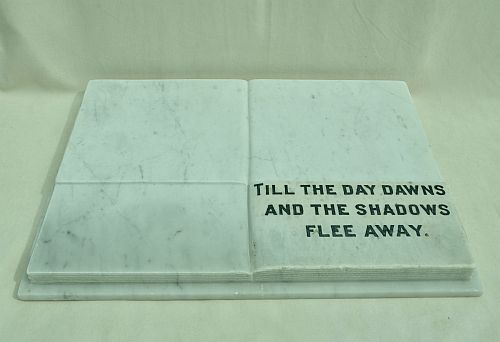 TILL THE DAY DAWNS
AND THE SHADOWS
FLEE AWAY.